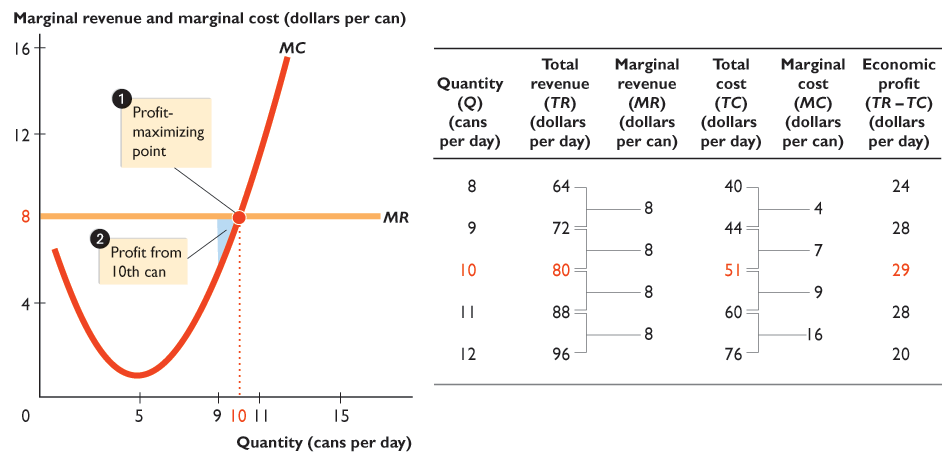 Marginal revenue and marginal cost (dollars per can)
16
MC
1
Profit-
maximizing
point
12
8
MR
2
Profit from
10th can
4
0
5
9
10
11
15
Quantity (cans per day)
Quantity
(Q)
(cans
per day)
Total
revenue
(TR)
(dollars
per day)
Marginal
revenue
(MR)
(dollars
per can)
Total
cost
(TC)
(dollars
per day)
Marginal
cost
(MC)
(dollars
per can)
Economic
profit
(TR – TC)
(dollars
per day)
8 64 40 24
8 4
9 72 44 28
8 7
10 80 51 29
8 9
11 88 60 28
8 16
12 96 76 20